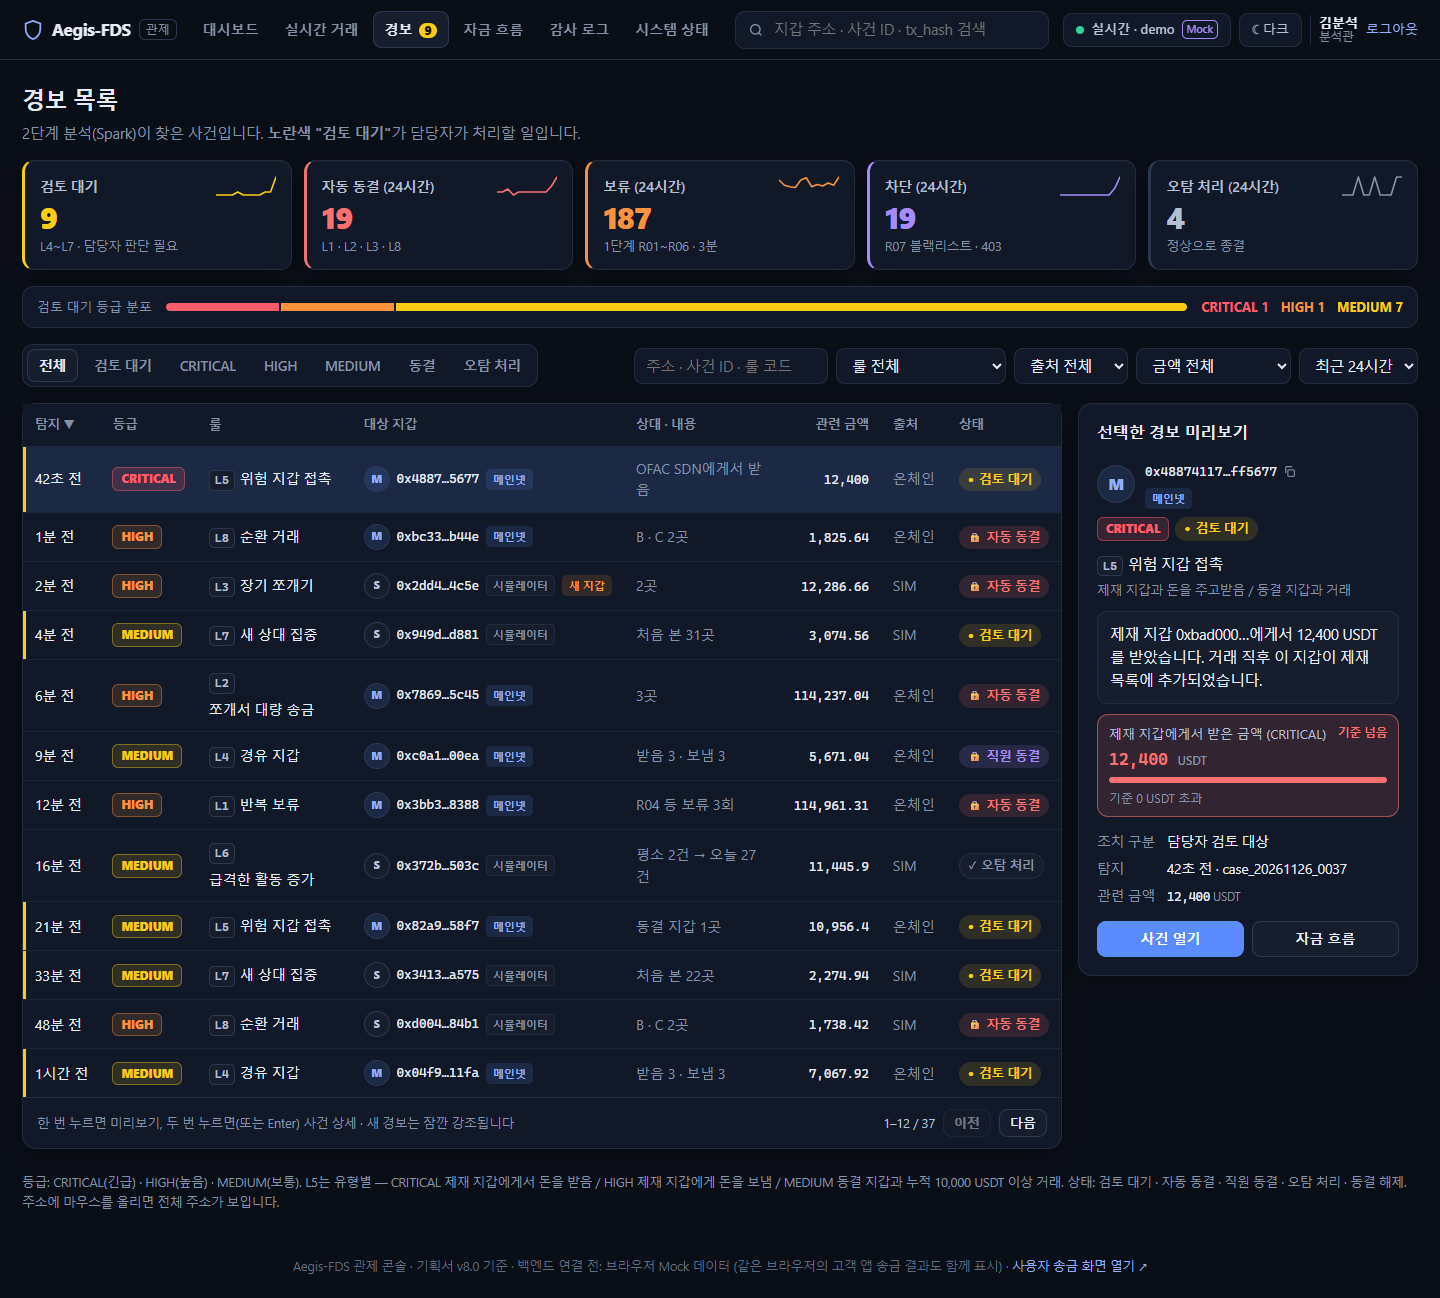 Aegis-FDS 관제 대시보드 실시간 거래 경보 9 자금 흐름 감사 로그 시스템 상태 지갑 주소 · 사건 ID · tx_hash 검색 실시간 · demo Mock 다크 김분석 분석관 로그아웃
경보 목록
2단계 분석(Spark)이 찾은 사건입니다. 노란색 "검토 대기"가 담당자가 처리할 일입니다.
검토 대기
9
L4~L7 · 담당자 판단 필요
자동 동결 (24시간)
19
L1 · L2 · L3 · L8
보류 (24시간)
187
1단계 R01~R06 · 3분
차단 (24시간)
19
R07 블랙리스트 · 403
오탐 처리 (24시간)
4
정상으로 종결
검토 대기 등급 분포 CRITICAL 1 HIGH 1 MEDIUM 7
전체 검토 대기 CRITICAL HIGH MEDIUM 동결 오탐 처리 주소 · 사건 ID · 룰 코드 룰 전체 출처 전체 금액 전체 최근 24시간
탐지 ▼ 등급 룰 대상 지갑 상대 · 내용 관련 금액 출처 상태
42초 전 CRITICAL L5 위험 지갑 접촉 M 0x4887…5677 메인넷 OFAC SDN에게서 받음 12,400 온체인 • 검토 대기
1분 전 HIGH L8 순환 거래 M 0xbc33…b44e 메인넷 B · C 2곳 1,825.64 온체인 자동 동결
2분 전 HIGH L3 장기 쪼개기 S 0x2dd4…4c5e 시뮬레이터 새 지갑 2곳 12,286.66 SIM 자동 동결
4분 전 MEDIUM L7 새 상대 집중 S 0x949d…d881 시뮬레이터 처음 본 31곳 3,074.56 SIM • 검토 대기
6분 전 HIGH L2 쪼개서 대량 송금 M 0x7869…5c45 메인넷 3곳 114,237.04 온체인 자동 동결
9분 전 MEDIUM L4 경유 지갑 M 0xc0a1…00ea 메인넷 받음 3 · 보냄 3 5,671.04 온체인 직원 동결
12분 전 HIGH L1 반복 보류 M 0x3bb3…8388 메인넷 R04 등 보류 3회 114,961.31 온체인 자동 동결
16분 전 MEDIUM L6 급격한 활동 증가 S 0x372b…503c 시뮬레이터 평소 2건 → 오늘 27건 11,445.9 SIM ✓ 오탐 처리
21분 전 MEDIUM L5 위험 지갑 접촉 M 0x82a9…58f7 메인넷 동결 지갑 1곳 10,956.4 온체인 • 검토 대기
33분 전 MEDIUM L7 새 상대 집중 S 0x3413…a575 시뮬레이터 처음 본 22곳 2,274.94 SIM • 검토 대기
48분 전 HIGH L8 순환 거래 S 0xd004…84b1 시뮬레이터 B · C 2곳 1,738.42 SIM 자동 동결
1시간 전 MEDIUM L4 경유 지갑 M 0x04f9…11fa 메인넷 받음 3 · 보냄 3 7,067.92 온체인 • 검토 대기
한 번 누르면 미리보기, 두 번 누르면(또는 Enter) 사건 상세 · 새 경보는 잠깐 강조됩니다 1–12 / 37 이전 다음
선택한 경보 미리보기
M 0x48874117…ff5677
메인넷
CRITICAL • 검토 대기
L5 위험 지갑 접촉
제재 지갑과 돈을 주고받음 / 동결 지갑과 거래
제재 지갑 0xbad000…에게서 12,400 USDT
를 받았습니다. 거래 직후 이 지갑이 제재
목록에 추가되었습니다.
제재 지갑에게서 받은 금액 (CRITICAL) 기준 넘음
12,400 USDT
기준 0 USDT 초과
조치 구분 담당자 검토 대상
탐지 42초 전 · case_20261126_0037
관련 금액 12,400 USDT
사건 열기 자금 흐름
등급: CRITICAL(긴급) · HIGH(높음) · MEDIUM(보통). L5는 유형별 — CRITICAL 제재 지갑에게서 돈을 받음 / HIGH 제재 지갑에게 돈을 보냄 / MEDIUM 동결 지갑과 누적 10,000 USDT 이상 거래. 상태: 검토 대기 · 자동 동결 · 직원 동결 · 오탐 처리 · 동결 해제.
주소에 마우스를 올리면 전체 주소가 보입니다.
Aegis-FDS 관제 콘솔 · 기획서 v8.0 기준 · 백엔드 연결 전: 브라우저 Mock 데이터 (같은 브라우저의 고객 앱 송금 결과도 함께 표시) · 사용자 송금 화면 열기 ↗